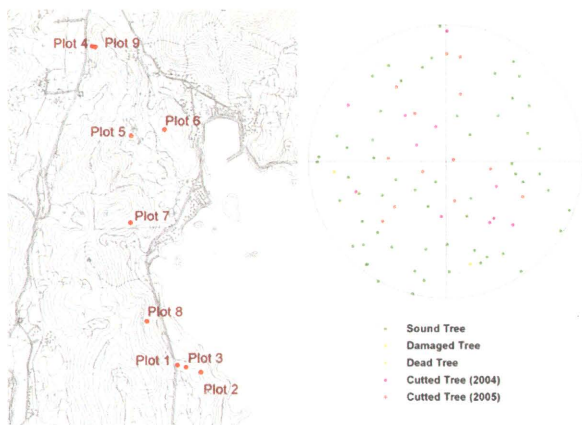 Plot 4 Plot 9
Plot 5
Plot 6
Plot 7
Plot 8
Plot 1
Plot 3
Plot 2
Sound Tree
Damaged Tree
Dead Tree
Cutted Tree (2004)
Cutted Tree (2005)